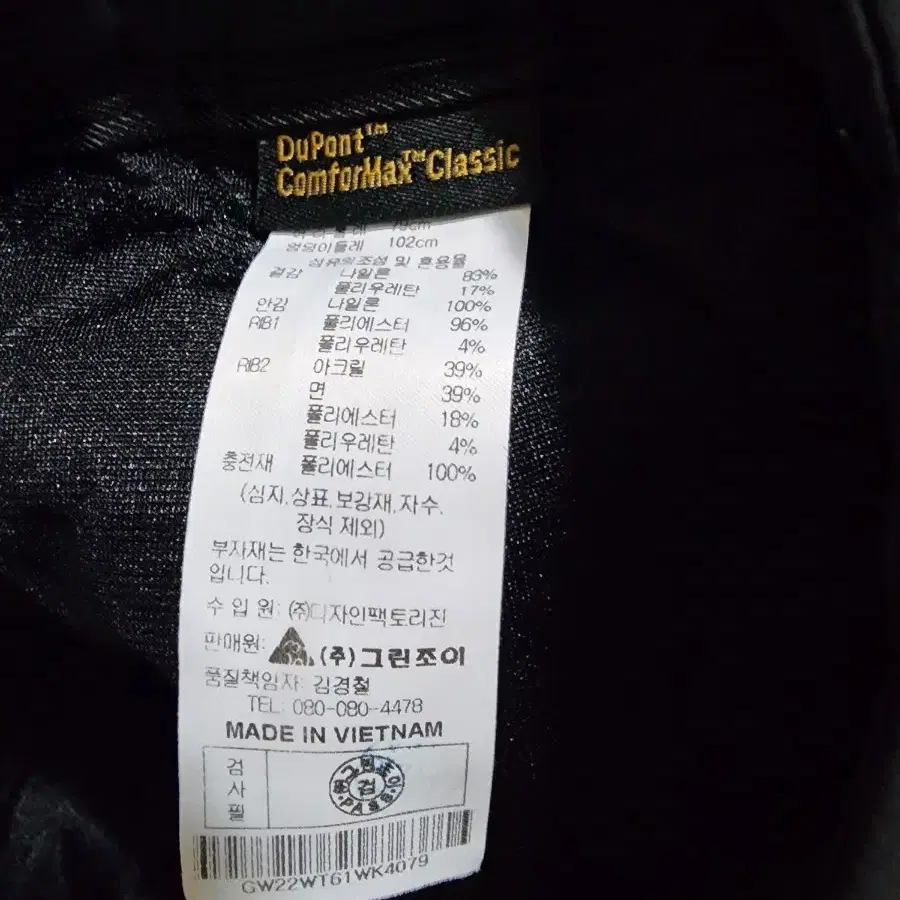 DuPont™
ComforMax™ Classic
79cm
엉덩이둘레 102cm
섬유의조성 및 혼용율
겉감 나일론 83%
폴리우레탄 17%
안감 나일론 100%
RIB1 폴리에스터 96%
폴리우레탄 4%
RIB2 아크릴 39%
면 39%
폴리에스터 18%
폴리우레탄 4%
충전재 폴리에스터 100%
(심지,상표,보강재,자수,
장식 제외)
부자재는 한국에서 공급한것
입니다.
수 입 원: (주)디자인팩토리진
판매원: (주)그린조이
품질책임자: 김경철
TEL: 080-080-4478
MADE IN VIETNAM
검
사
필
검
PASS
GW22WT61WK4079